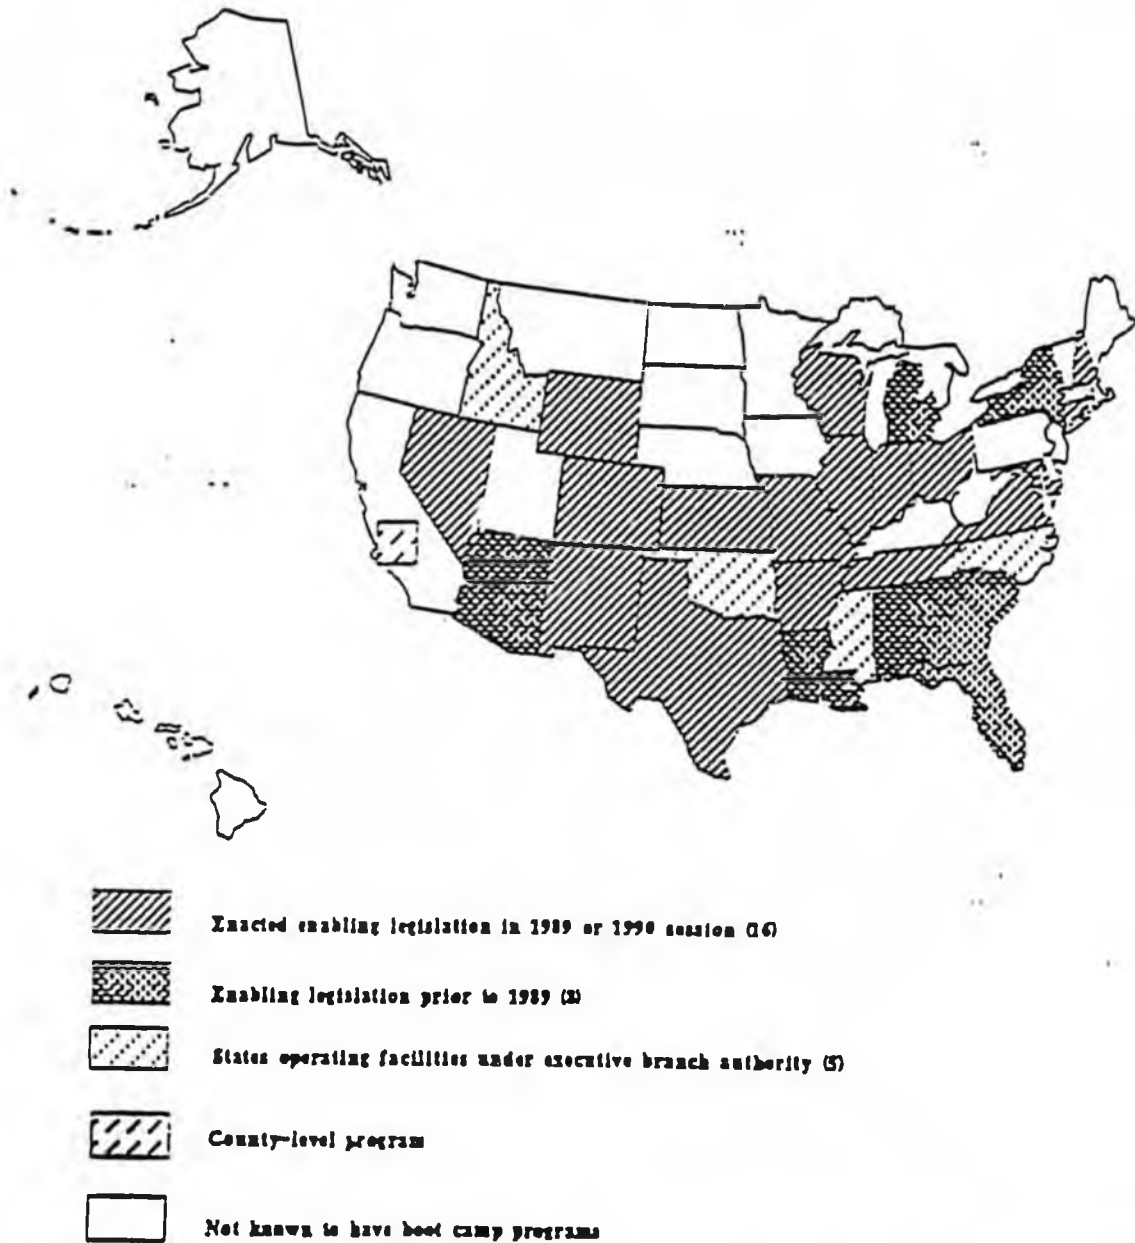 Enacted enabling legislation in 1989 or 1990 session (16)
Enabling legislation prior to 1989
States operating facilities under executive branch authority (5)
County-level program
Not known to have boot camp programs